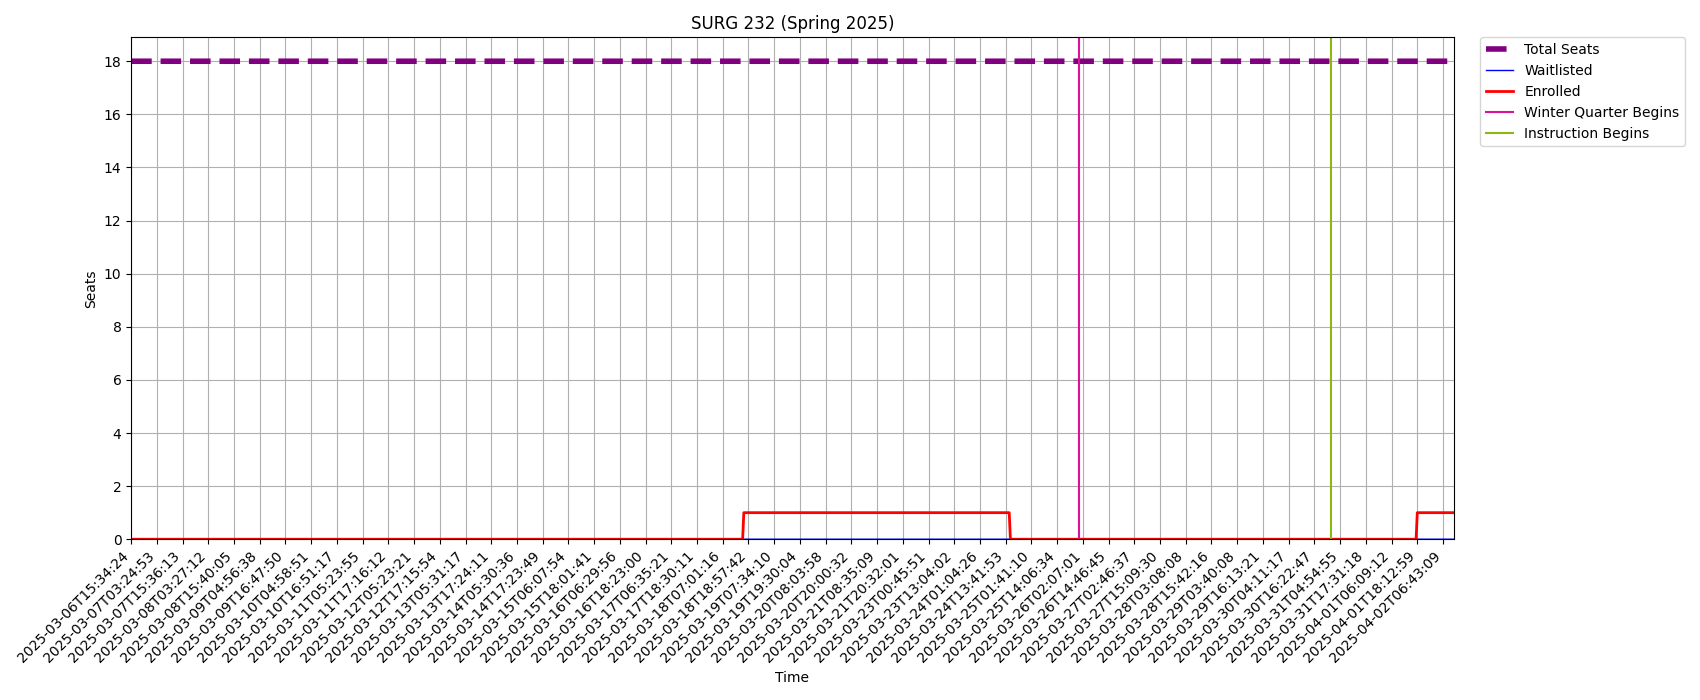 SURG 232 (Spring 2025)
Total Seats
Waitlisted
Enrolled
Winter Quarter Begins
Instruction Begins
Seats
18
16
14
12
10
8
6
4
2
0
2025-03-06T15:34:24
2025-03-07T03:24:53
2025-03-07T15:36:13
2025-03-08T03:27:12
2025-03-08T15:40:05
2025-03-09T04:56:38
2025-03-09T16:47:50
2025-03-10T04:58:51
2025-03-10T16:51:17
2025-03-11T05:23:55
2025-03-11T17:16:12
2025-03-12T05:23:21
2025-03-12T17:15:54
2025-03-13T05:31:17
2025-03-13T17:24:11
2025-03-14T05:30:36
2025-03-14T17:23:49
2025-03-15T06:07:54
2025-03-15T18:01:41
2025-03-16T06:29:56
2025-03-16T18:23:00
2025-03-17T06:35:21
2025-03-17T18:30:11
2025-03-18T07:01:16
2025-03-18T18:57:42
2025-03-19T07:34:10
2025-03-19T19:30:04
2025-03-20T08:03:58
2025-03-20T20:00:32
2025-03-21T08:35:09
2025-03-21T20:32:01
2025-03-23T00:45:51
2025-03-23T13:04:02
2025-03-24T01:04:26
2025-03-24T13:41:53
2025-03-25T01:41:10
2025-03-25T14:06:34
2025-03-26T02:07:01
2025-03-26T14:46:45
2025-03-27T02:46:37
2025-03-27T15:09:30
2025-03-28T03:08:08
2025-03-28T15:42:16
2025-03-29T03:40:08
2025-03-29T16:13:21
2025-03-30T04:11:17
2025-03-30T16:22:47
2025-03-31T04:54:55
2025-03-31T17:31:18
2025-04-01T06:09:12
2025-04-01T18:12:59
2025-04-02T06:43:09
Time